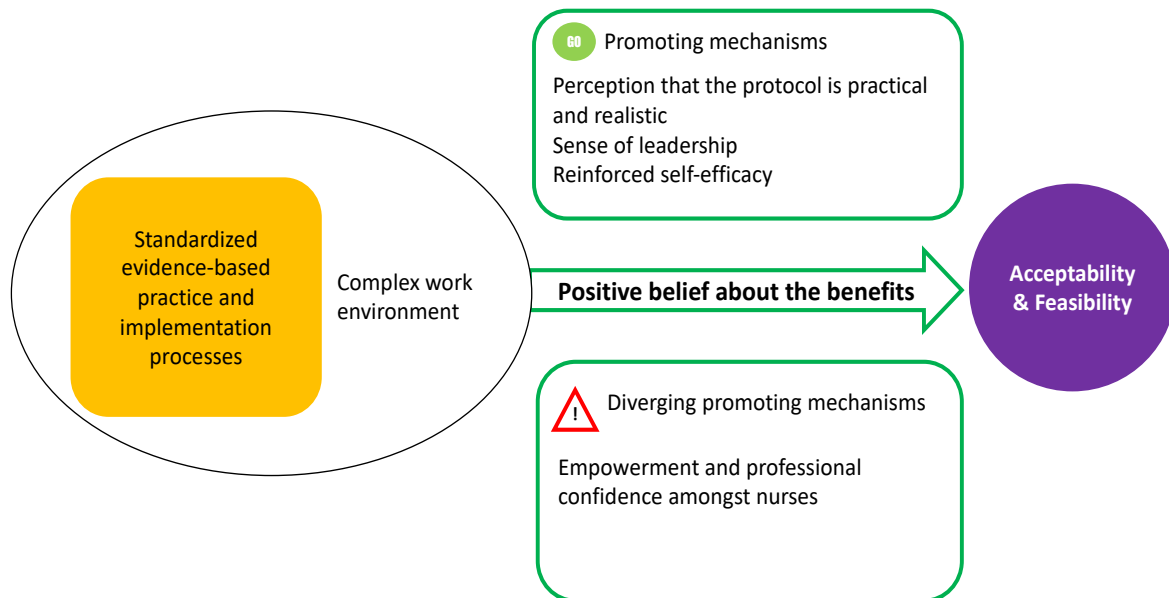 GO Promoting mechanisms
Perception that the protocol is practical
and realistic
Sense of leadership
Reinforced self-efficacy
Standardized
evidence-based
practice and
implementation
processes
Complex work
environment
Positive belief about the benefits
Acceptability
& Feasibility
! Diverging promoting mechanisms
Empowerment and professional
confidence amongst nurses